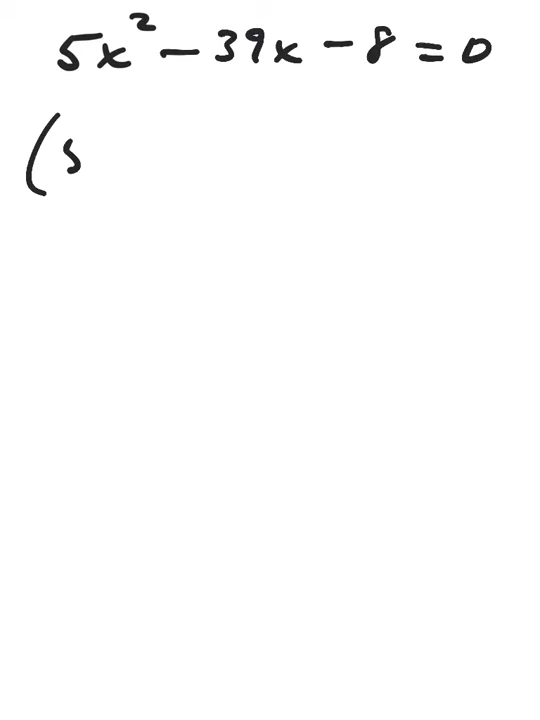 5x² - 39x - 8 = 0
(5